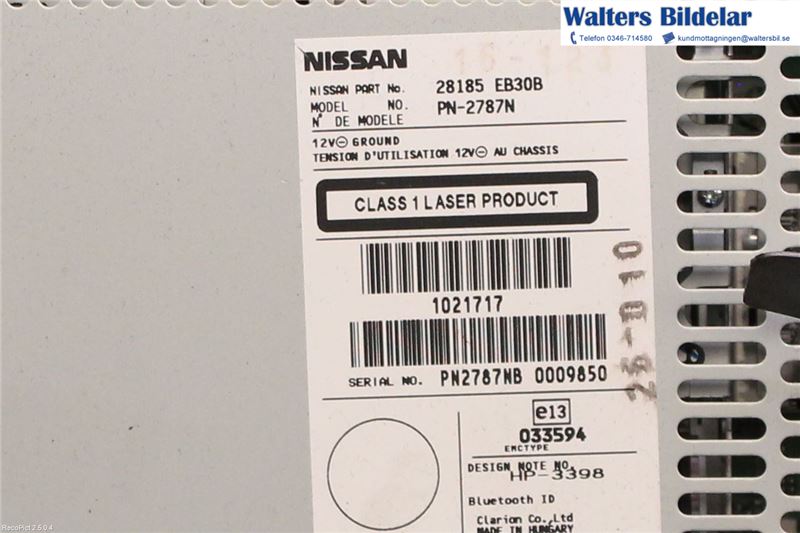 Walters Bildelar
Telefon 0346-714580 kundmottagningen@waltersbil.se
NISSAN
NISSAN PART No. 28185 EB30B
MODEL NO. PN-2787N
N° DE MODELE
12V⊖ GROUND
TENSION D'UTILISATION 12V⊖ AU CHASSIS
CLASS 1 LASER PRODUCT
1021717
SERIAL NO. PN2787NB 0009850
e13
033594
EMCTYPE
DESIGN NOTE NO.
HP-3398
Bluetooth ID
Clarion Co.,Ltd
MADE IN HUNGARY
RecoPict 2.6.0.4